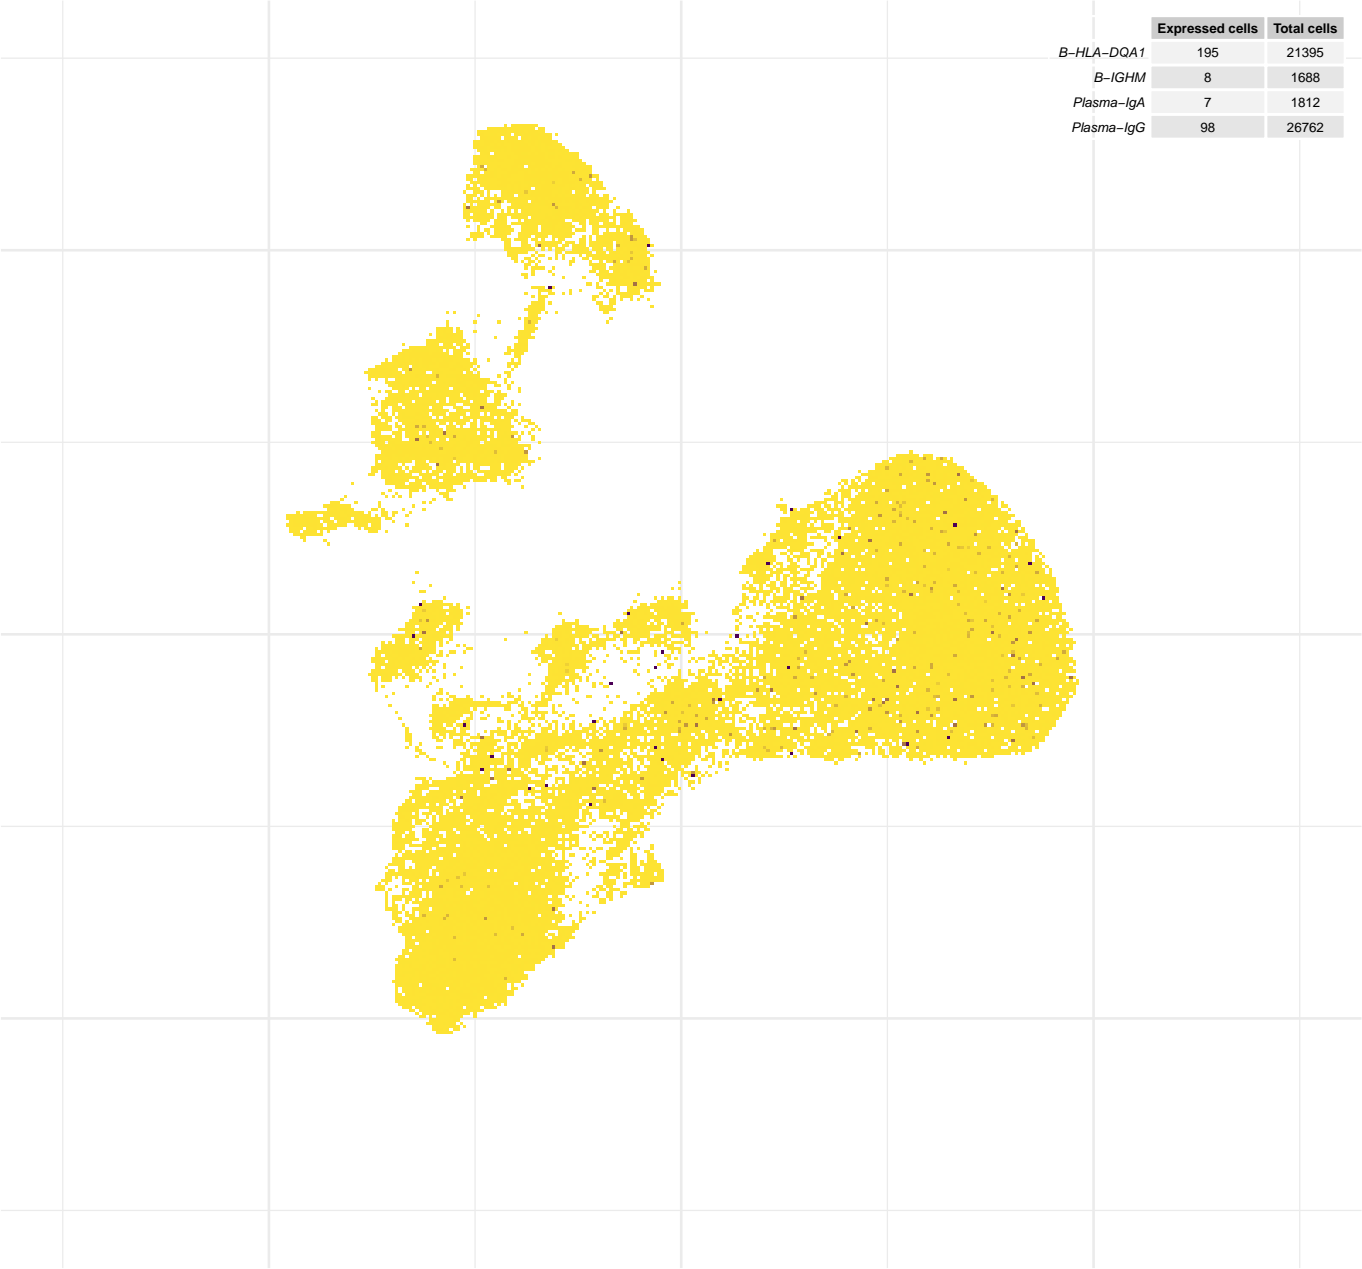 Expressed cells Total cells
B−HLA−DQA1 195 21395
B−IGHM 8 1688
Plasma−IgA 7 1812
Plasma−IgG 98 26762